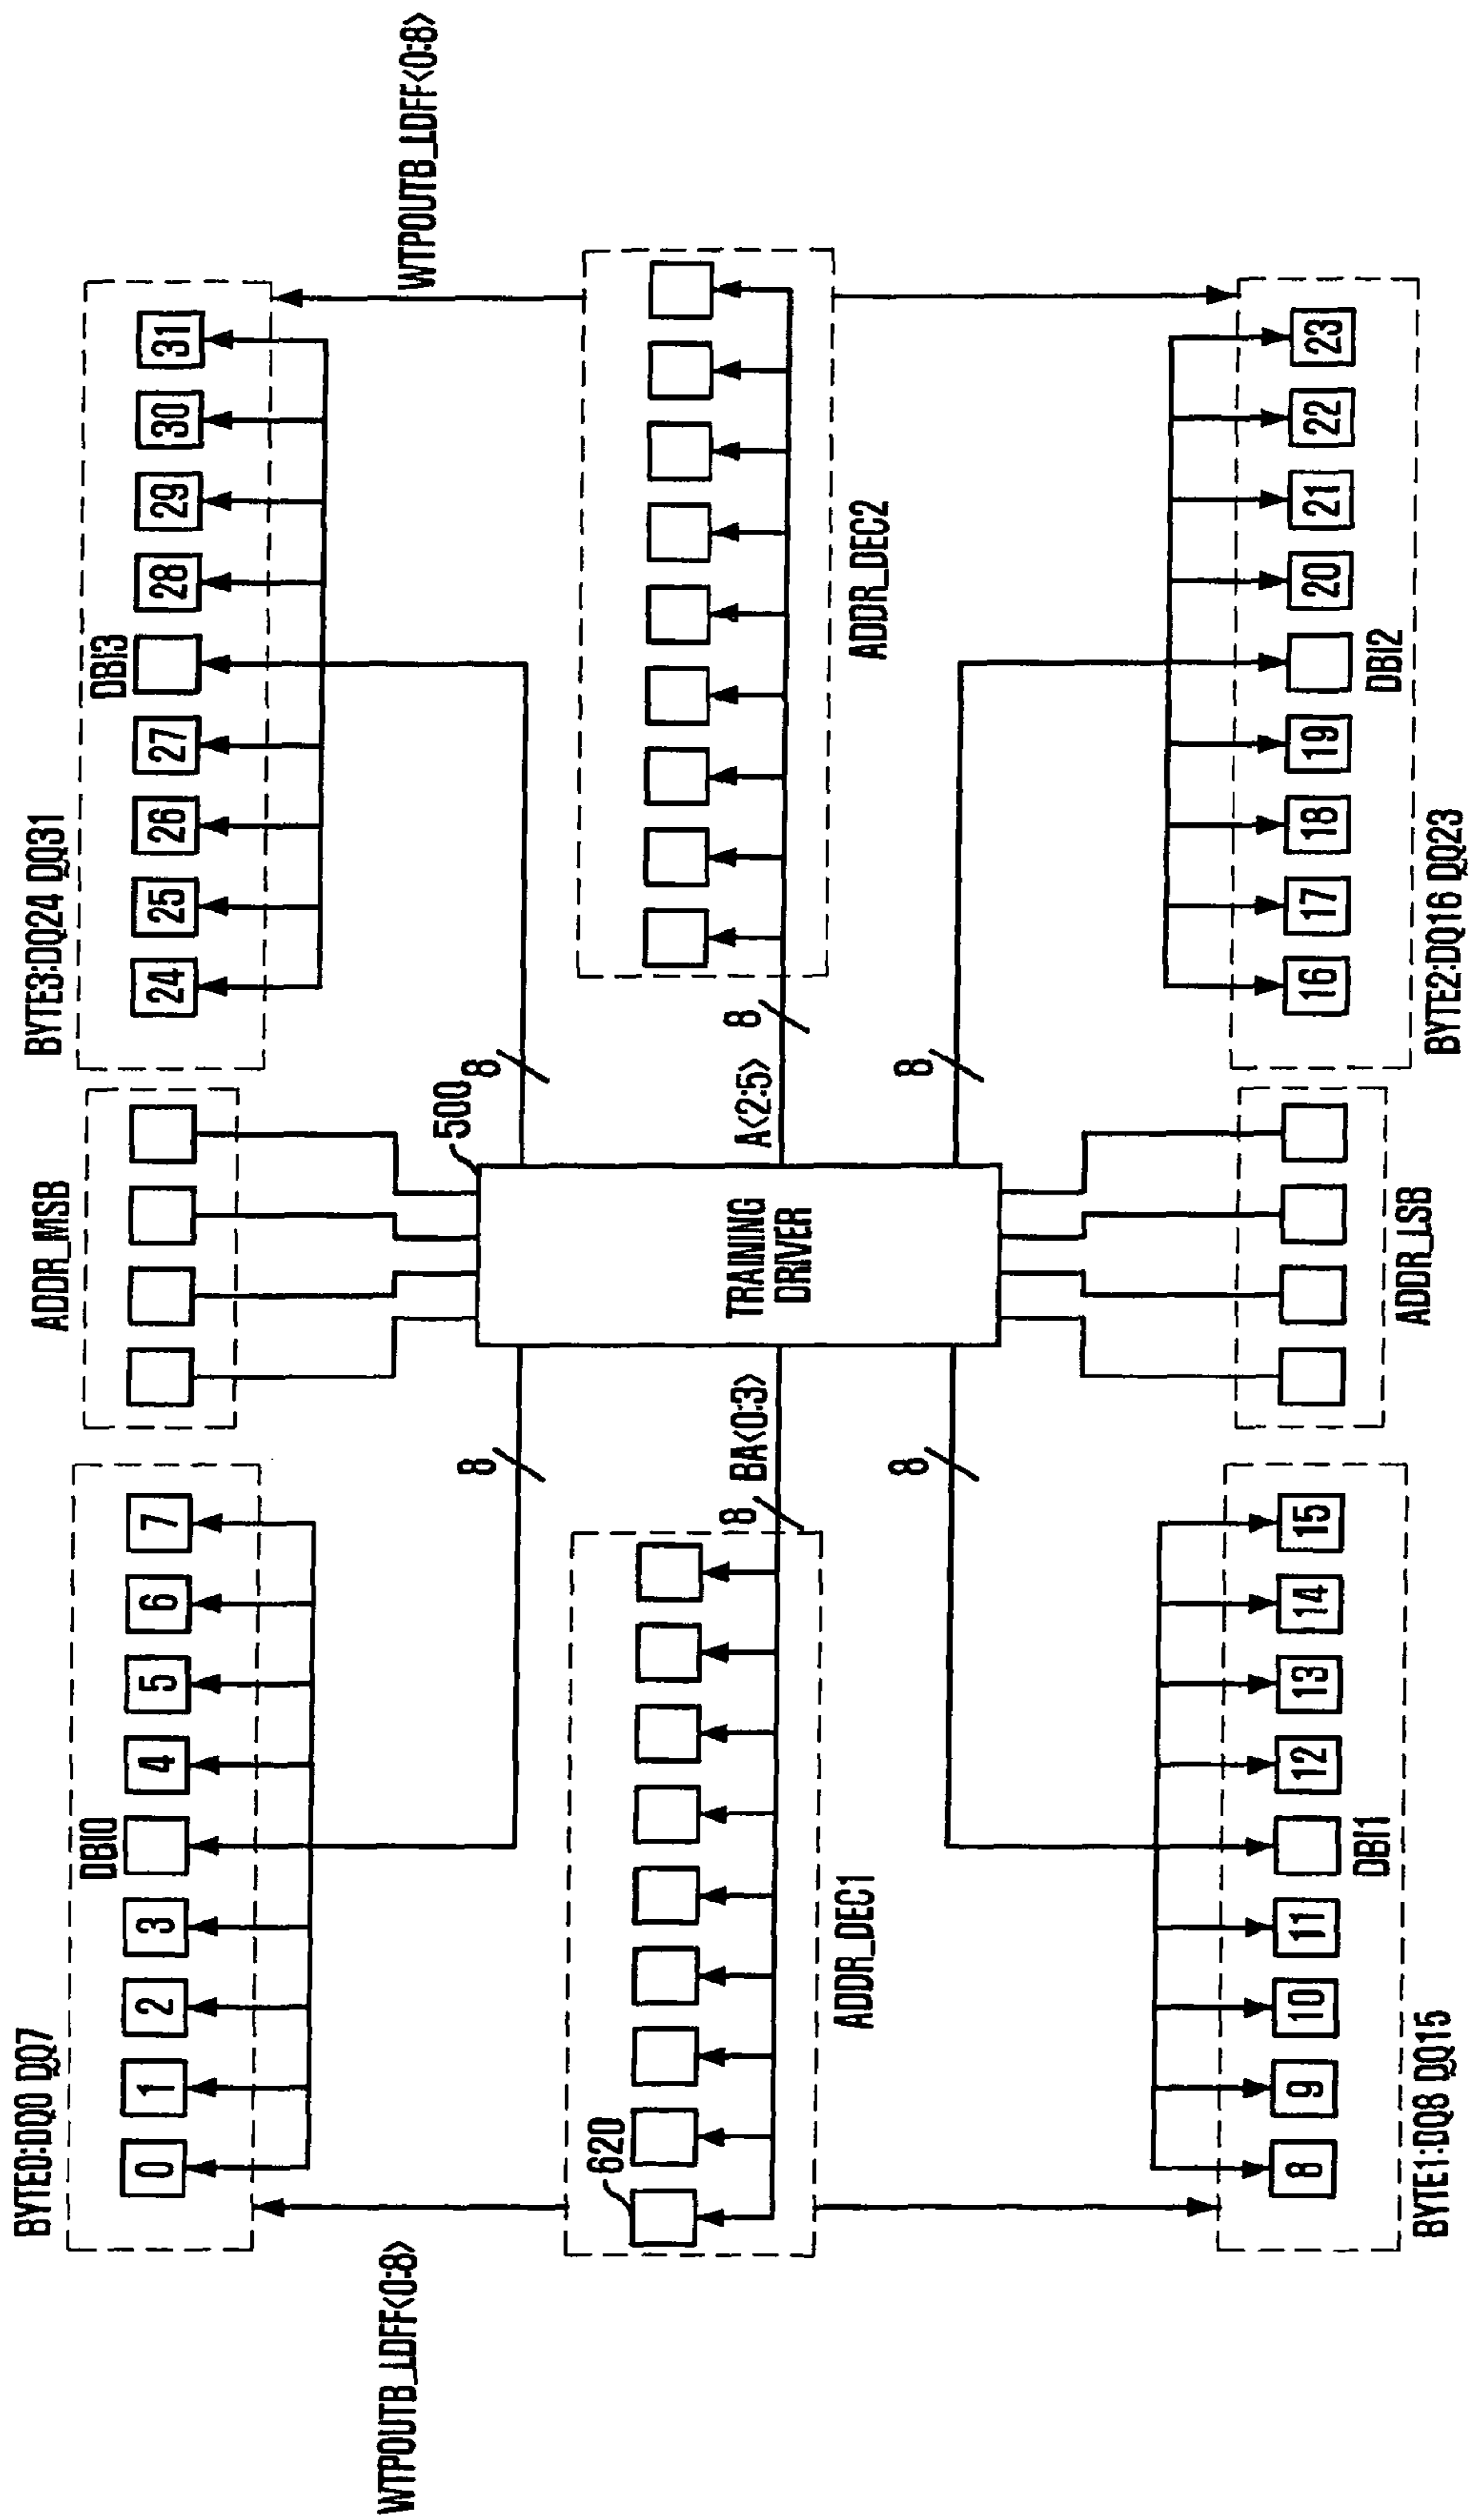 BYTE0:DQ0 DQ7
ADDR_MSB
BYTE3:DQ24 DQ31
DBI0
DBI3
0 1 2 3 4 5 6 7
24 25 26 27 28 29 30 31
WTPOUTB_LDFF<0:8>
WTPOUTB_LDFF<0:8>
8
500
8
620
8
BA<0:3>
TRAINING
DRIVER
A<2:5>
8
ADDR_DEC1
ADDR_DEC2
8
8
8 9 10 11 12 13 14 15
16 17 18 19 20 21 22 23
DBI1
DBI2
BYTE1:DQ8 DQ15
ADDR_LSB
BYTE2:DQ16 DQ23